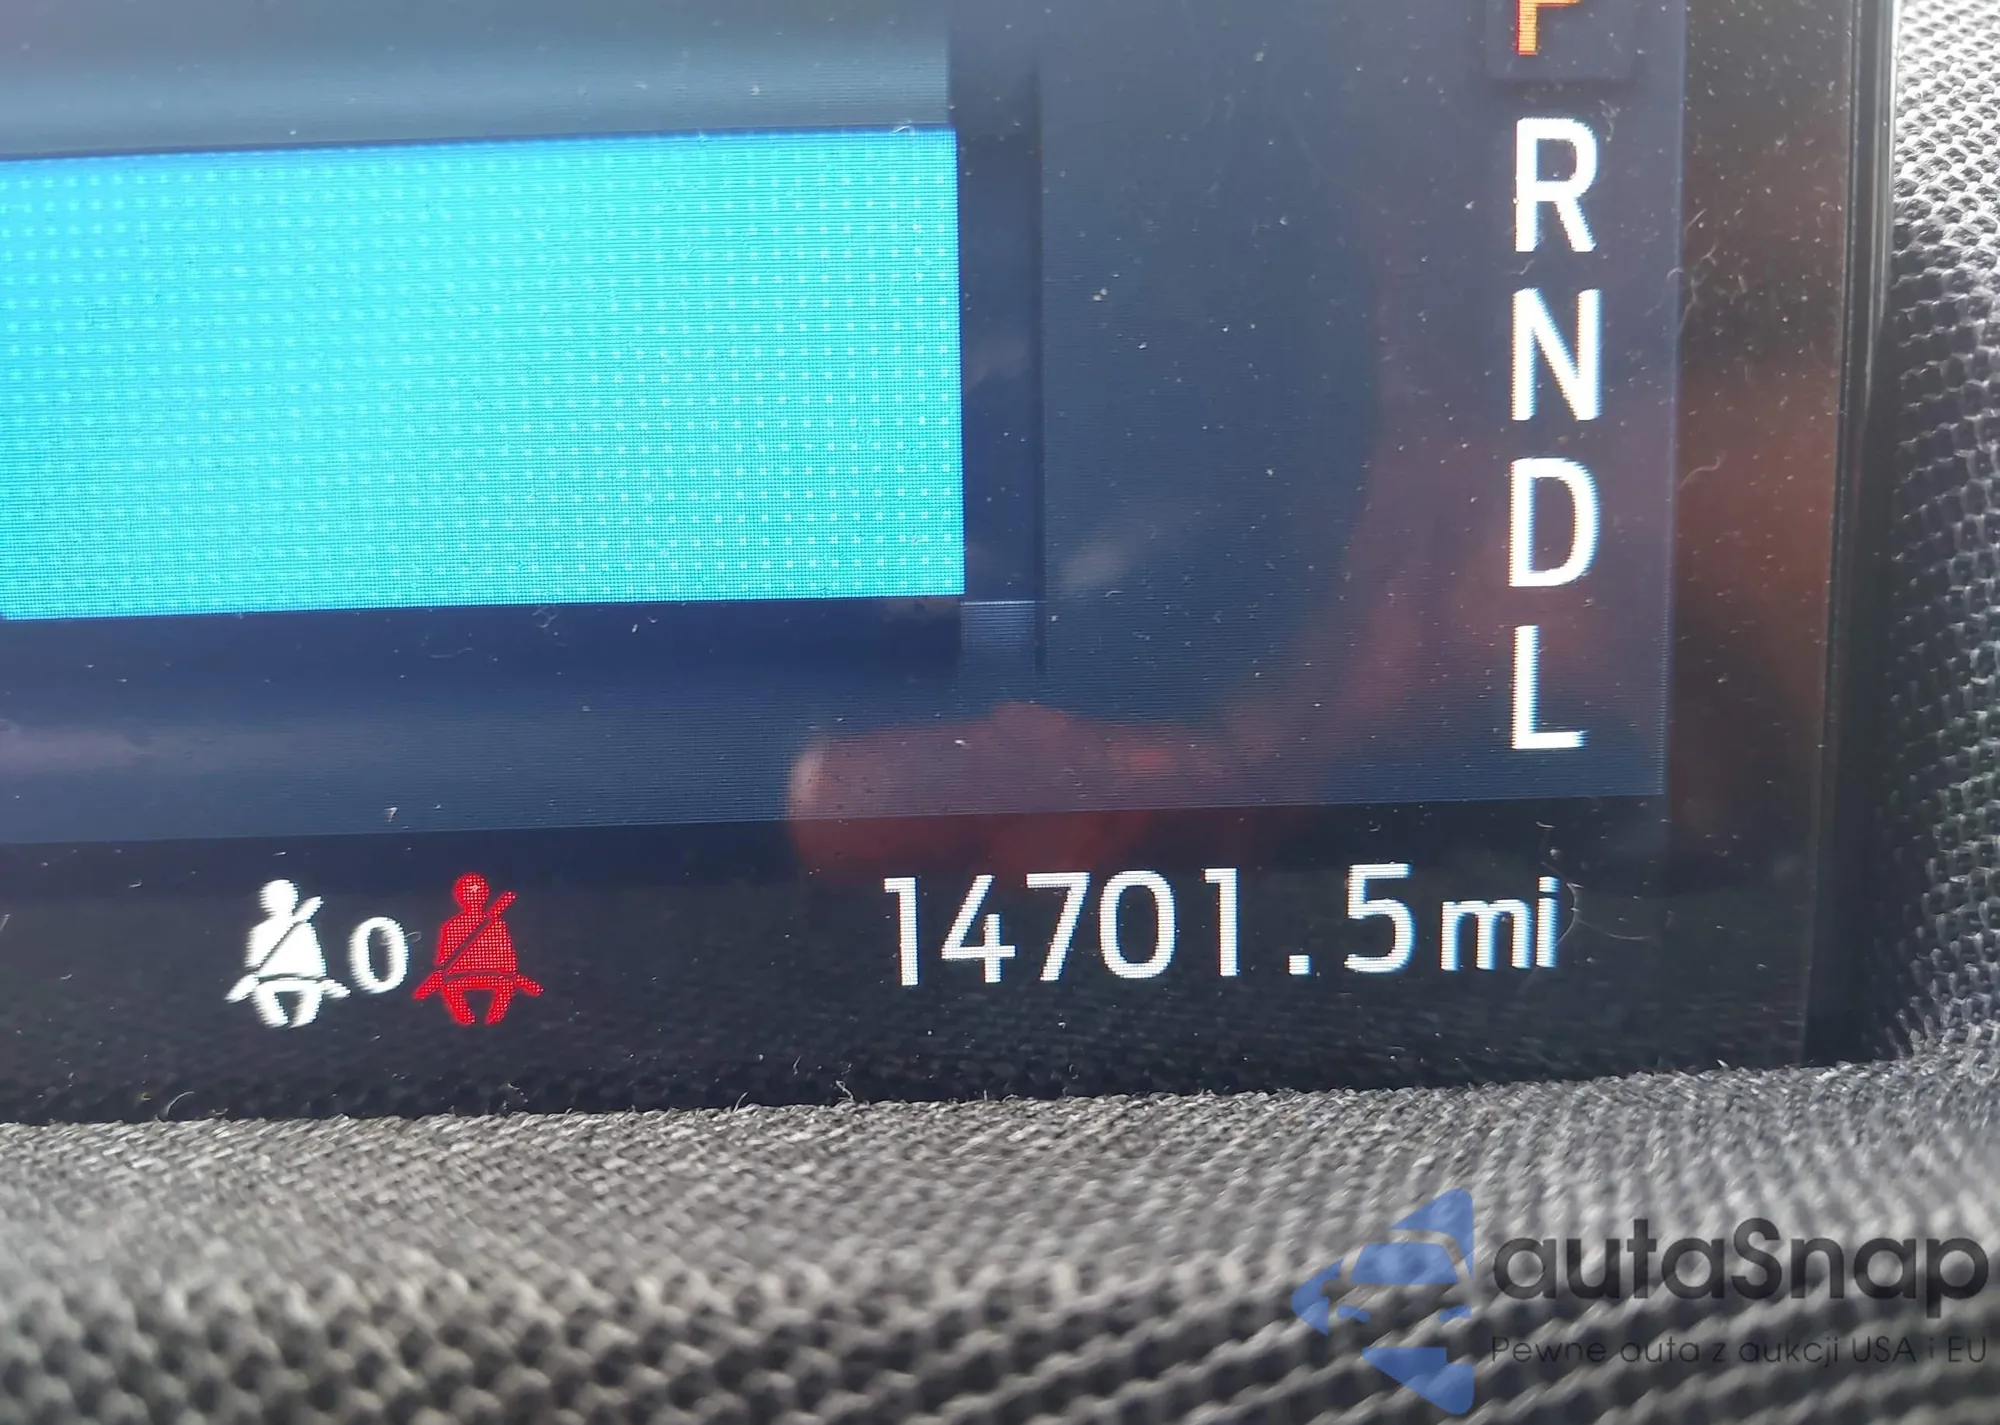 P
R
N
D
L
0
14701.5mi
autaSnap
Pewne auta z aukcji USA i EU